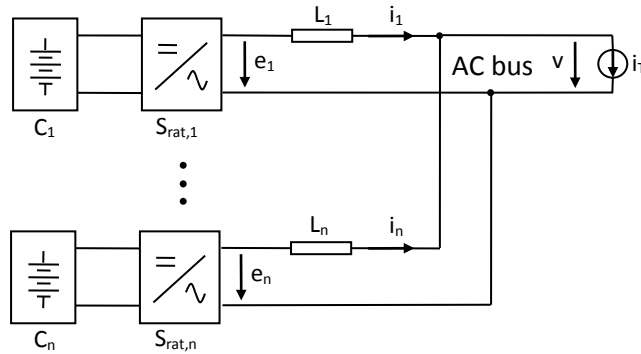 L1 i1
e1 AC bus v iT
C1 Srat,1
Ln in
en
Cn Srat,n